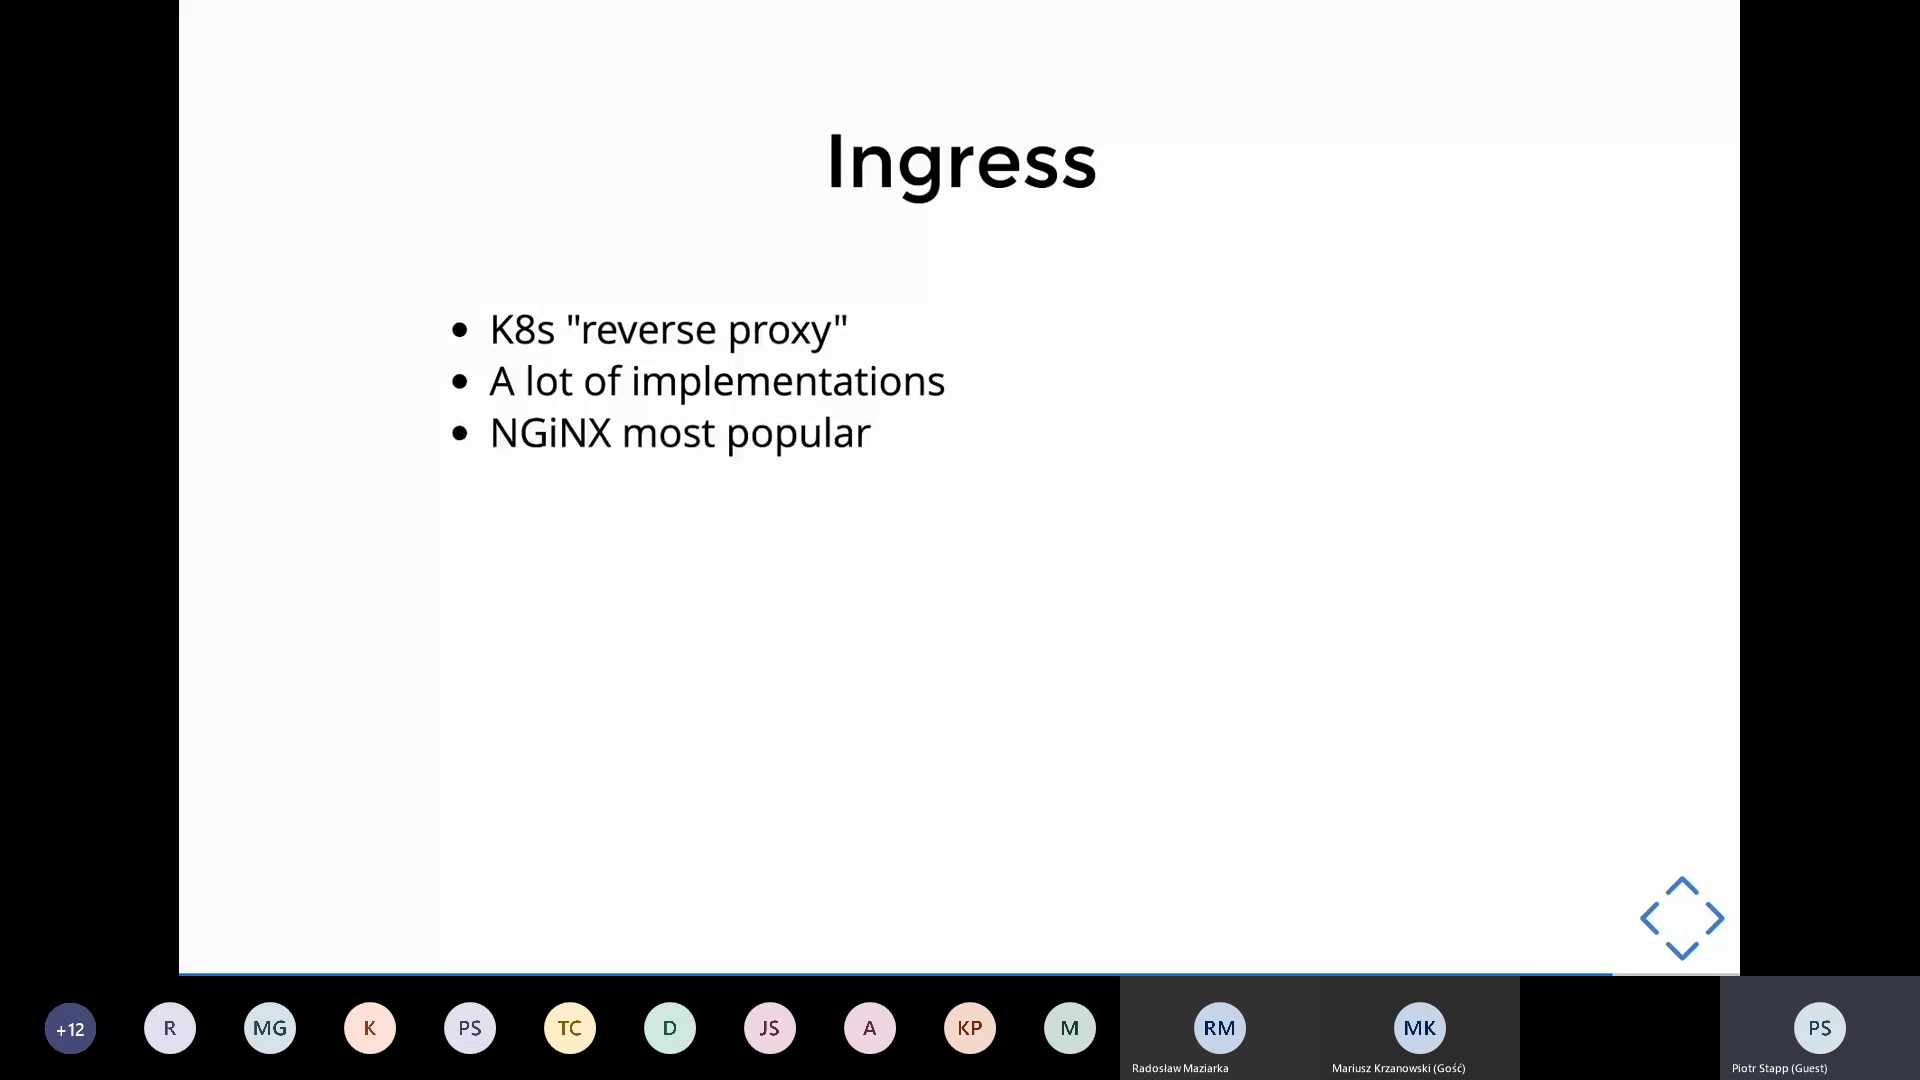 Ingress
• K8s "reverse proxy"
• A lot of implementations
• NGiNX most popular
+12
R
MG
K
PS
TC
D
JS
A
KP
M
RM
MK
PS
Radosław Maziarka
Mariusz Krzanowski (Gość)
Piotr Stapp (Guest)